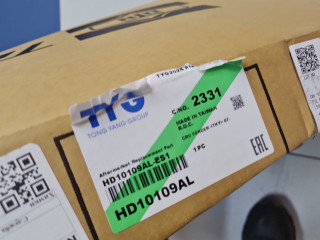 TYG
TONG YANG GROUP
C/NO. 2331
MADE IN TAIWAN
R.O.C.
Aftermarket Replacement Part
HD10109AL-ES1
1 PC
EAC
HD10109AL